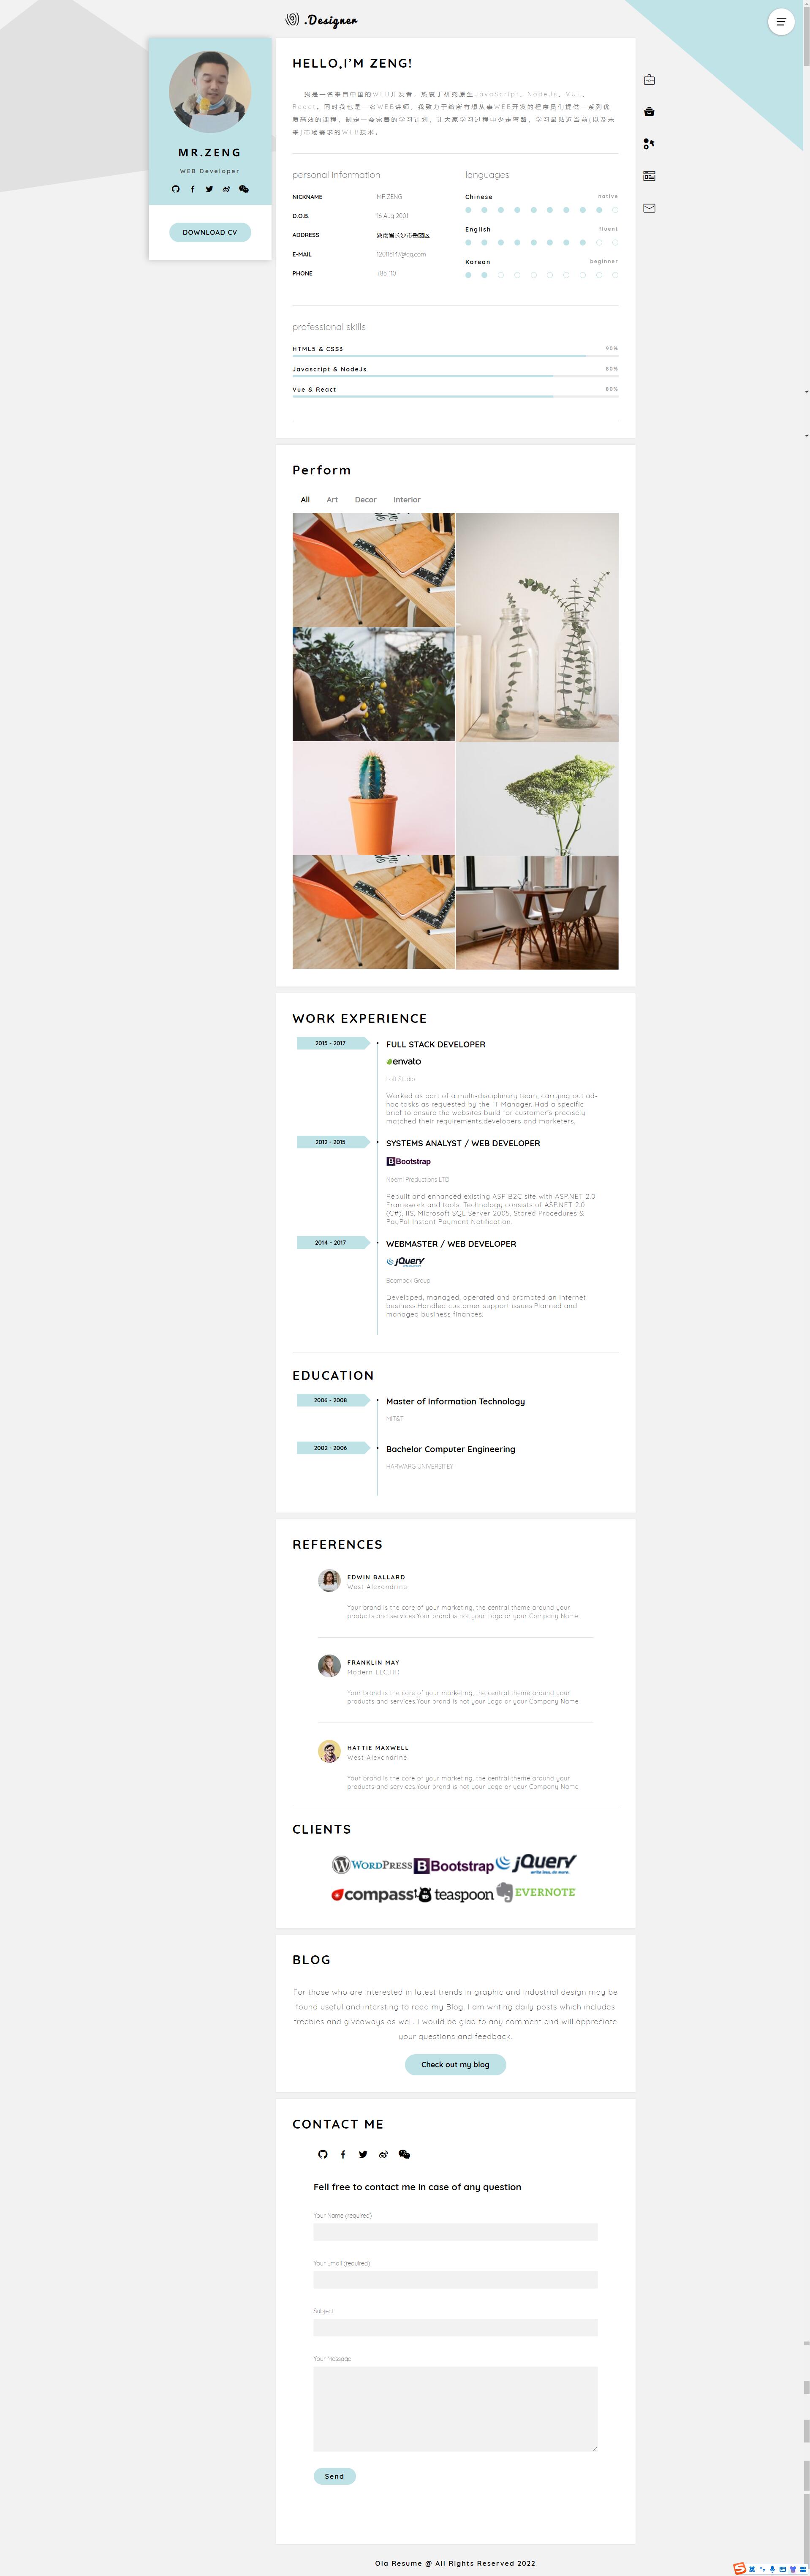 .Designer
MR.ZENG
WEB Developer
DOWNLOAD CV
HELLO,I'M ZENG!
我是一名来自中国的WEB开发者，热衷于研究原生JavaScript、NodeJs、VUE、
React。同时我也是一名WEB讲师，我致力于给所有想从事WEB开发的程序员们提供一系列优
质高效的课程，制定一套完善的学习计划，让大家学习过程中少走弯路，学习最贴近当前(以及未
来)市场需求的WEB技术。
personal information
NICKNAME MR.ZENG
D.O.B. 16 Aug 2001
ADDRESS 湖南省长沙市岳麓区
E-MAIL 1201116147@qq.com
PHONE +86-110
languages
Chinese native
English fluent
Korean beginner
professional skills
HTML5 & CSS3 90%
Javascript & NodeJs 80%
Vue & React 80%
Perform
All Art Decor Interior
WORK EXPERIENCE
2015 - 2017
FULL STACK DEVELOPER
envato
Loft Studio
Worked as part of a multi-disciplinary team, carrying out ad-
hoc tasks as requested by the IT Manager. Had a specific
brief to ensure the websites build for customer's precisely
matched their requirements.developers and marketers.
2012 - 2015
SYSTEMS ANALYST / WEB DEVELOPER
Bootstrap
Noem Productions LTD
Rebuilt and enhanced existing ASP B2C site with ASP.NET 2.0
Framework and tools. Technology consists of ASP.NET 2.0
(C#), IIS, Microsoft SQL Server 2005, Stored Procedures &
PayPal Instant Payment Notification.
2014 - 2017
WEBMASTER / WEB DEVELOPER
jQuery
Boombox Group
Developed, managed, operated and promoted an Internet
business.Handled customer support issues.Planned and
managed business finances.
EDUCATION
2006 - 2008
Master of Information Technology
MIT&T
2002 - 2006
Bachelor Computer Engineering
HARWARG UNIVERSITEY
REFERENCES
EDWIN BALLARD
West Alexandrine
Your brand is the core of your marketing, the central theme around your
products and services.Your brand is not your Logo or your Company Name
FRANKLIN MAY
Modern LLC,HR
Your brand is the core of your marketing, the central theme around your
products and services.Your brand is not your Logo or your Company Name
HATTIE MAXWELL
West Alexandrine
Your brand is the core of your marketing, the central theme around your
products and services.Your brand is not your Logo or your Company Name
CLIENTS
WORDPRESS Bootstrap jQuery write less, do more.
compass teaspoon EVERNOTE
BLOG
For those who are interested in latest trends in graphic and industrial design may be
found useful and intersting to read my Blog. I am writing daily posts which includes
freebies and giveaways as well. I would be glad to any comment and will appreciate
your questions and feedback.
Check out my blog
CONTACT ME
Fell free to contact me in case of any question
Your Name (required)
Your Email (required)
Subject
Your Message
Send
Ola Resume @ All Rights Reserved 2022
英